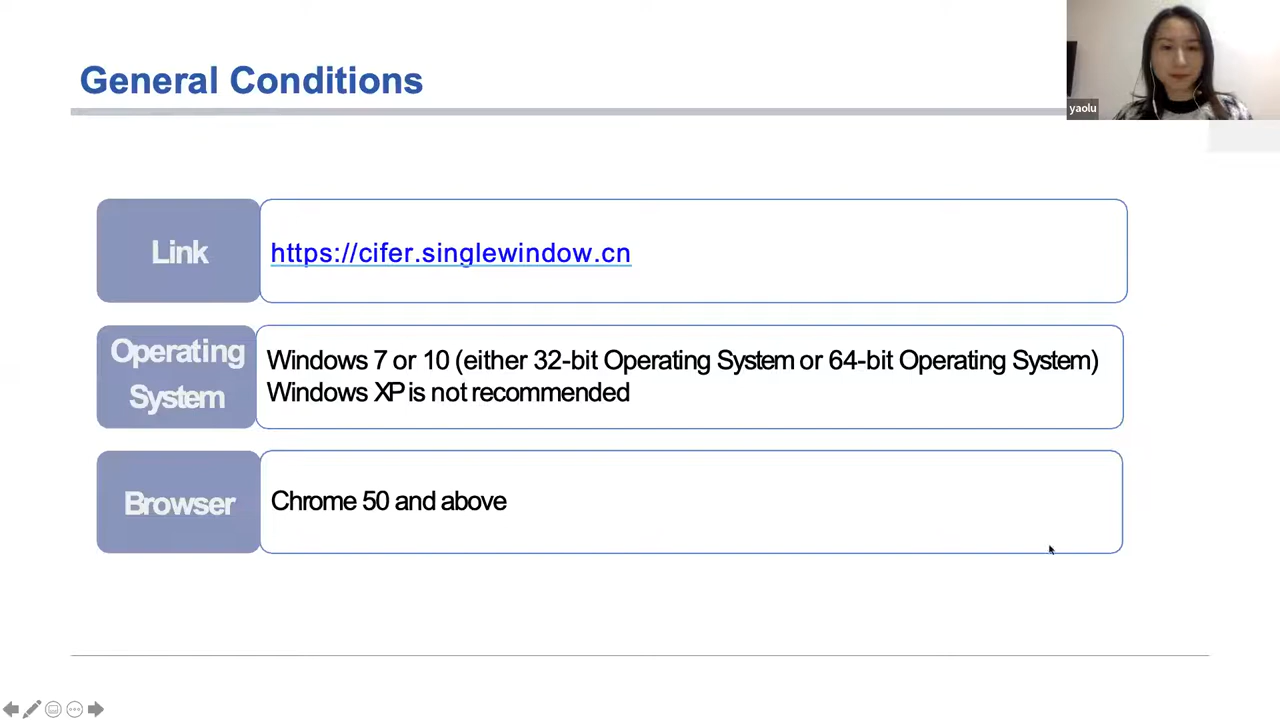 General Conditions
yaolu
Link
https://cifer.singlewindow.cn
Operating
System
Windows 7 or 10 (either 32-bit Operating System or 64-bit Operating System)
Windows XP is not recommended
Browser
Chrome 50 and above